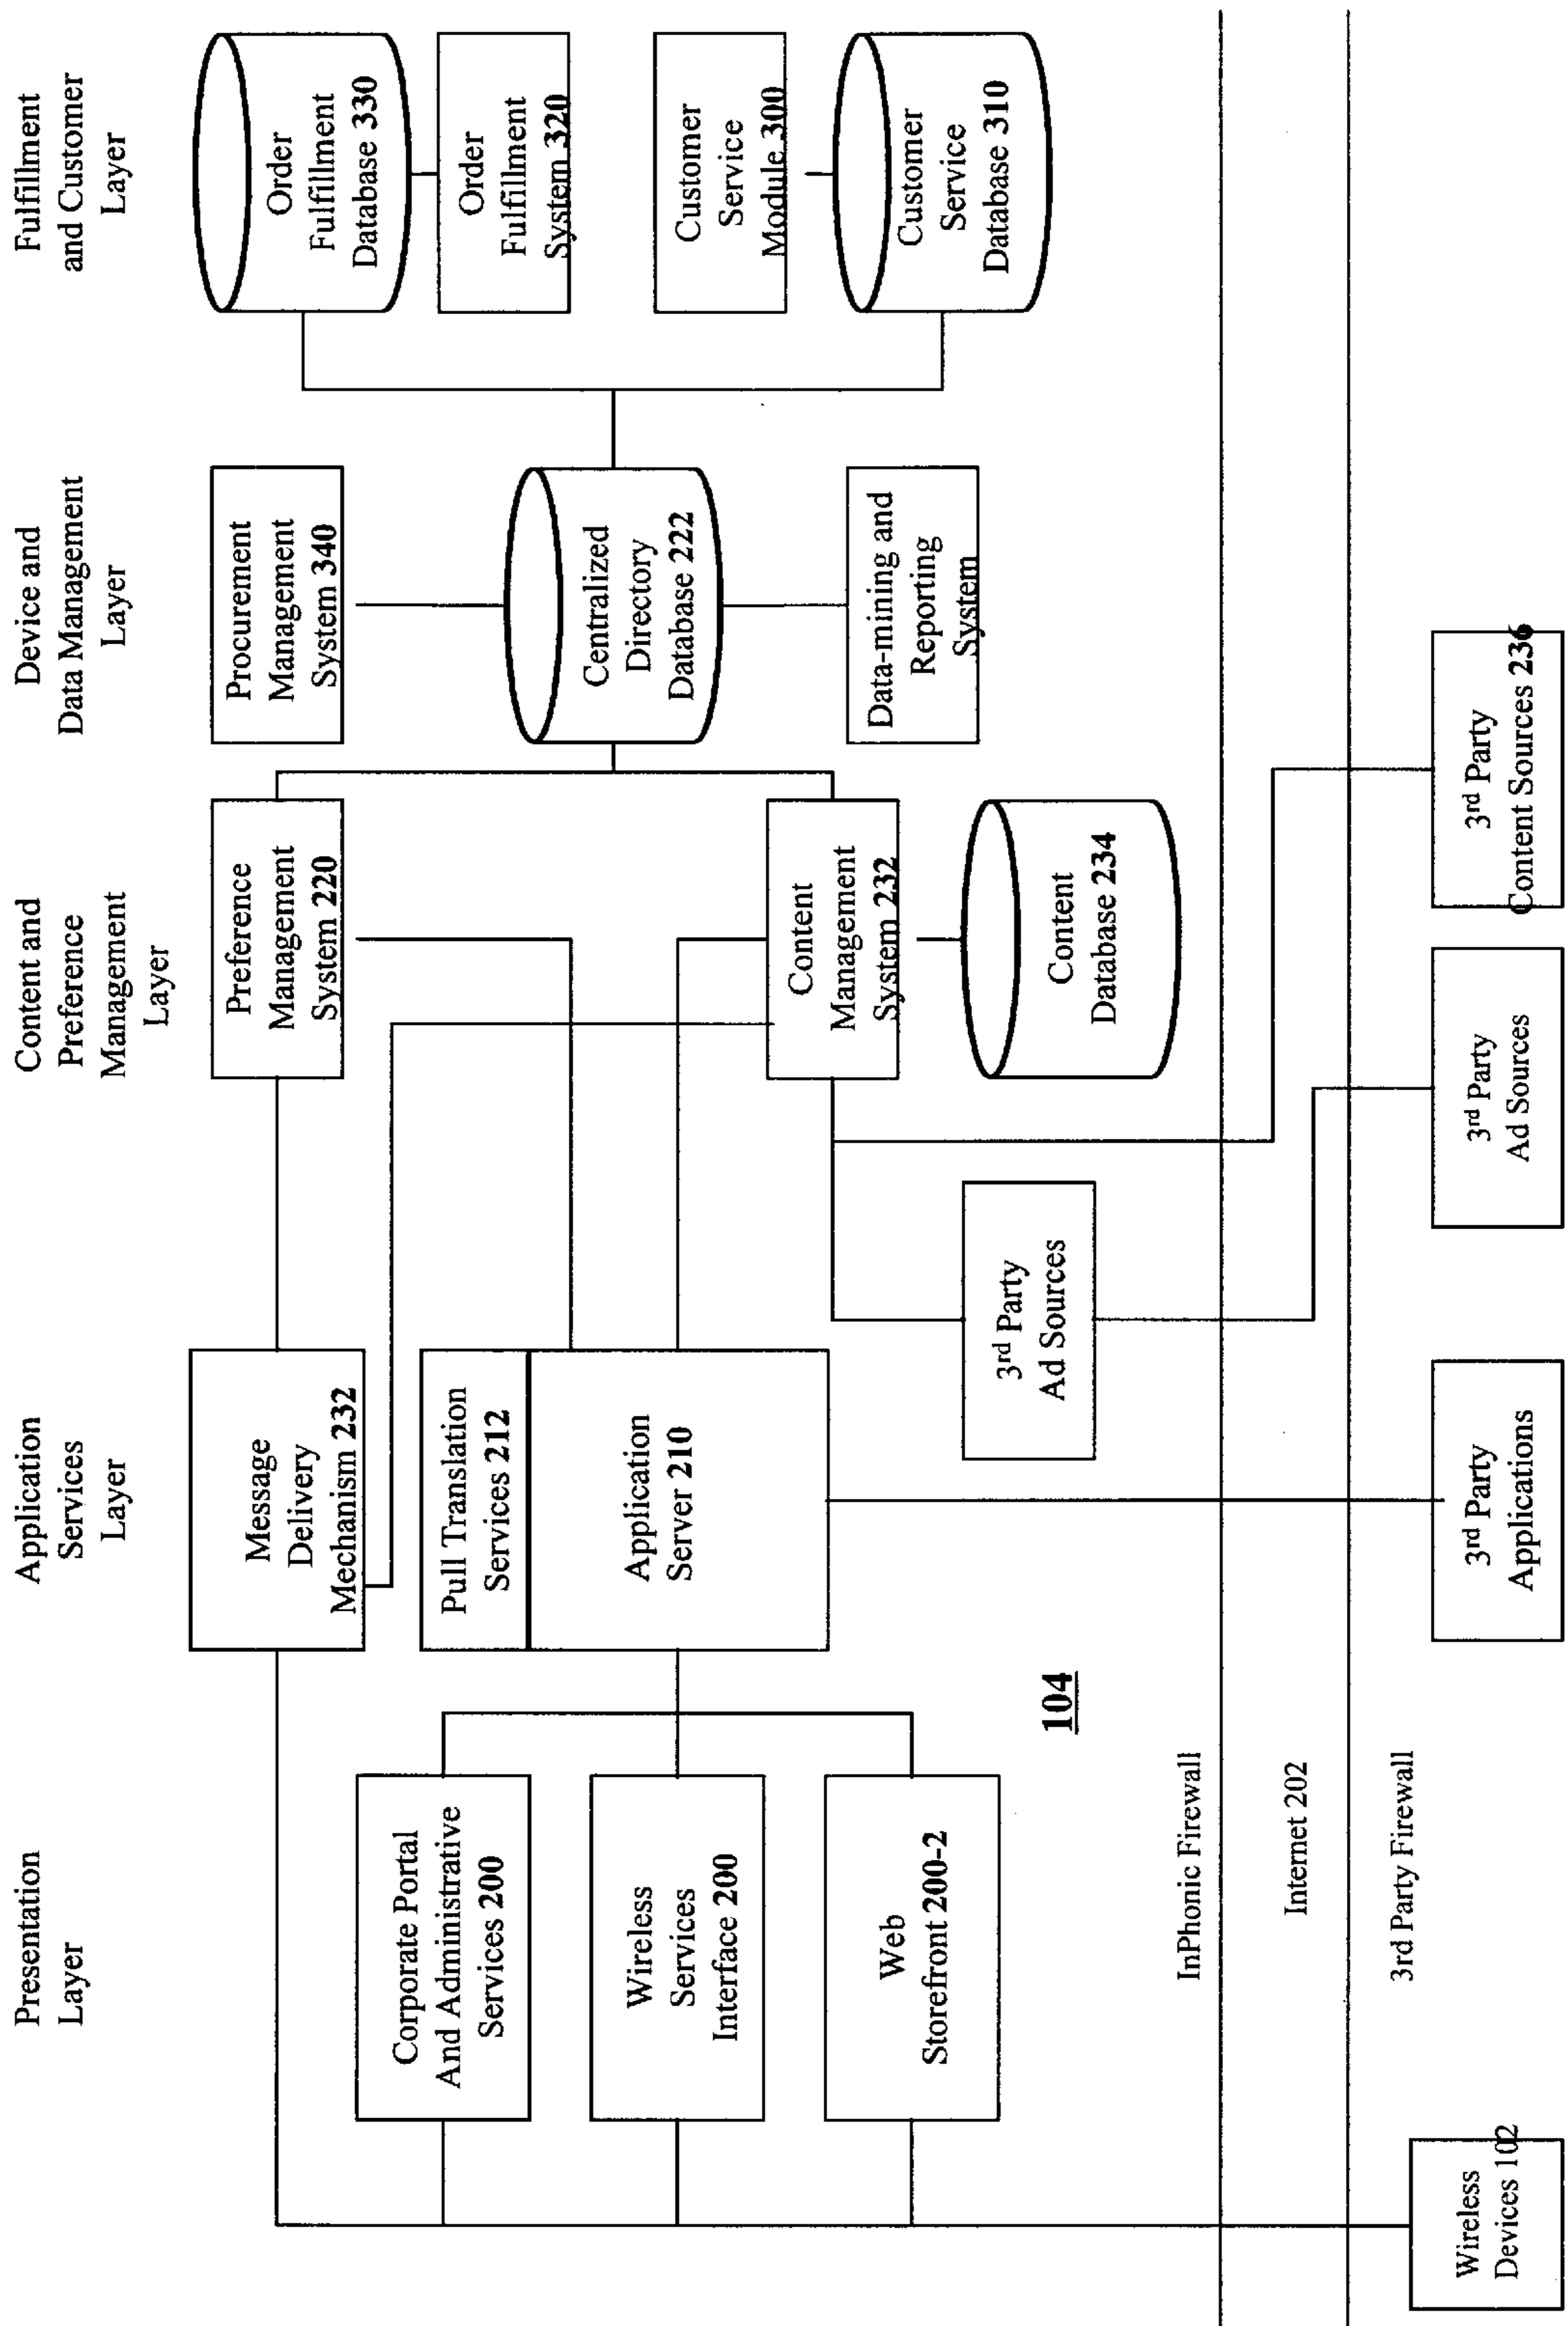 Presentation
Layer
Application
Services
Layer
Content and
Preference
Management
Layer
Device and
Data Management
Layer
Fulfillment
and Customer
Layer
Message
Delivery
Mechanism 232
Preference
Management
System 220
Procurement
Management
System 340
Order
Fulfillment
Database 330
Corporate Portal
And Administrative
Services 200
Pull Translation
Services 212
Order
Fulfillment
System 320
Wireless
Services
Interface 200
Application
Server 210
Centralized
Directory
Database 222
Customer
Service
Module 300
Web
Storefront 200-2
Content
Management
System 232
Data-mining and
Reporting
System
Customer
Service
Database 310
3rd Party
Ad Sources
Content
Database 234
104
InPhonic Firewall
Internet 202
3rd Party Firewall
Wireless
Devices 102
3rd Party
Applications
3rd Party
Ad Sources
3rd Party
Content Sources 236